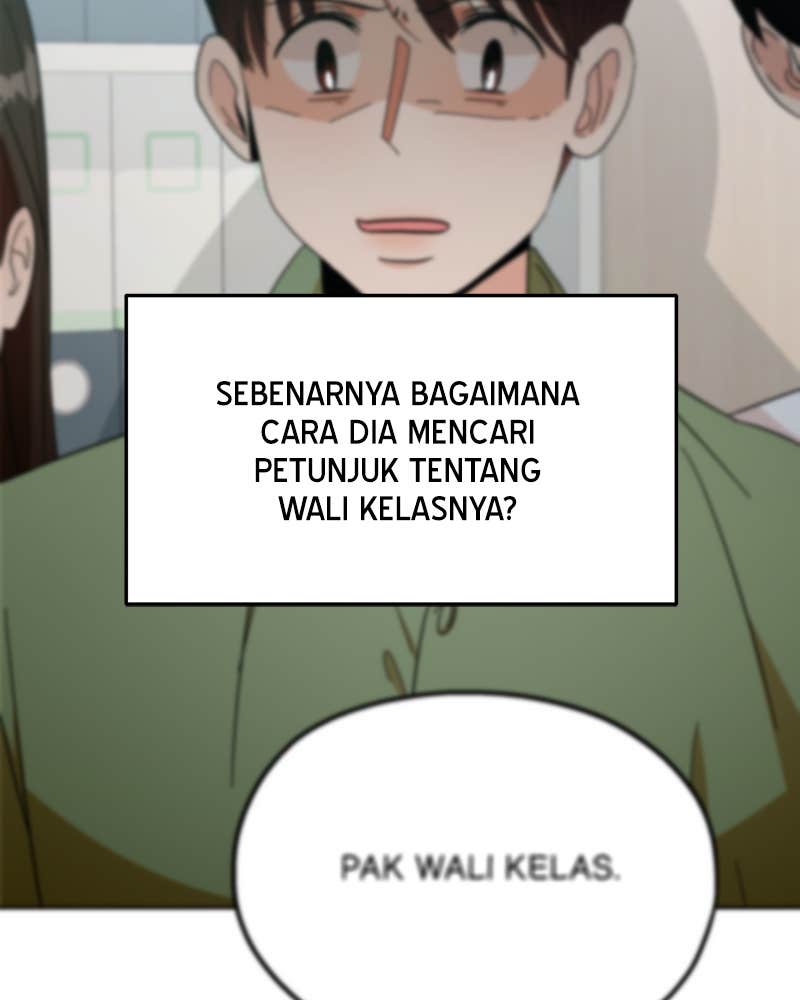 SEBENARNYA BAGAIMANA
CARA DIA MENCARI
PETUNJUK TENTANG
WALI KELASNYA?
PAK WALI KELAS.